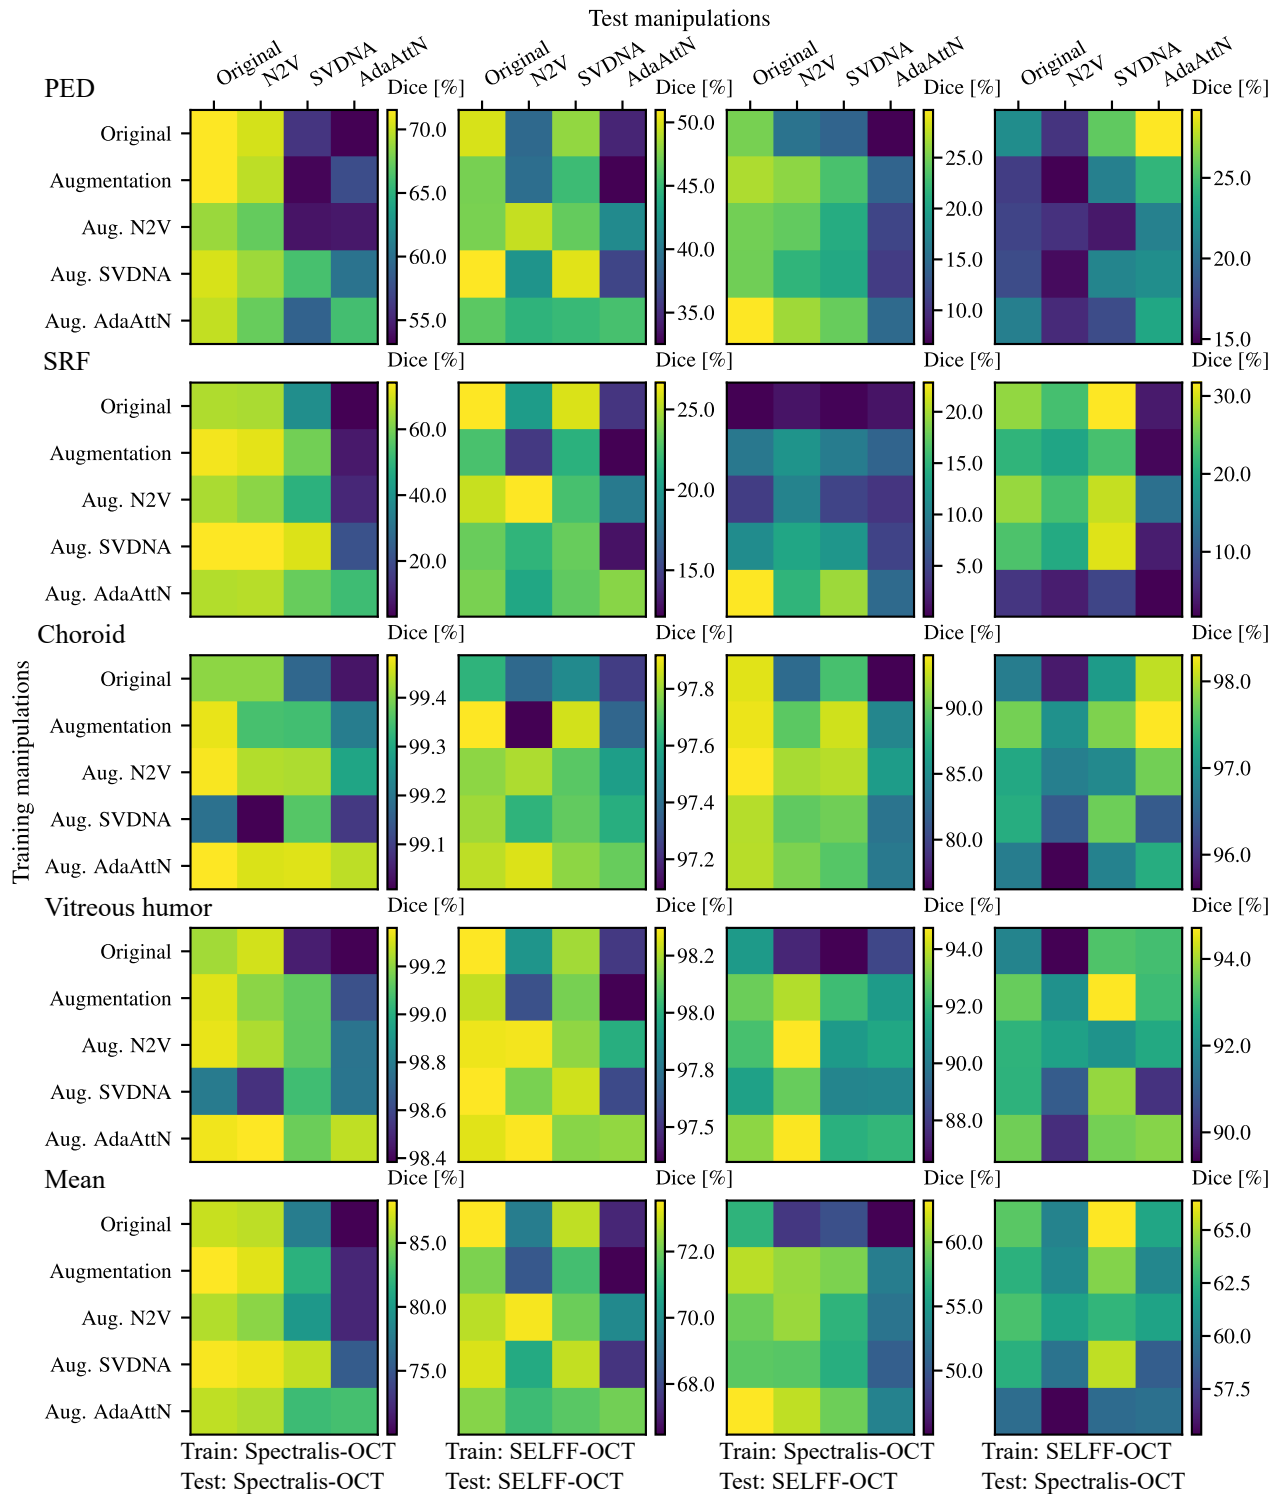 Test manipulations
Original N2V SVDNA AdaAttN Original N2V SVDNA AdaAttN Original N2V SVDNA AdaAttN Original N2V SVDNA AdaAttN
PED Dice [%] Dice [%] Dice [%] Dice [%]
Original
Augmentation
Aug. N2V
Aug. SVDNA
Aug. AdaAttN
70.0
65.0
60.0
55.0
50.0
45.0
40.0
35.0
25.0
20.0
15.0
10.0
25.0
20.0
15.0
SRF Dice [%] Dice [%] Dice [%] Dice [%]
Original
Augmentation
Aug. N2V
Aug. SVDNA
Aug. AdaAttN
60.0
40.0
20.0
25.0
20.0
15.0
20.0
15.0
10.0
5.0
30.0
20.0
10.0
Choroid Dice [%] Dice [%] Dice [%] Dice [%]
Training manipulations
Original
Augmentation
Aug. N2V
Aug. SVDNA
Aug. AdaAttN
99.4
99.3
99.2
99.1
97.8
97.6
97.4
97.2
90.0
85.0
80.0
98.0
97.0
96.0
Vitreous humor Dice [%] Dice [%] Dice [%] Dice [%]
Original
Augmentation
Aug. N2V
Aug. SVDNA
Aug. AdaAttN
99.2
99.0
98.8
98.6
98.4
98.2
98.0
97.8
97.5
94.0
92.0
90.0
88.0
94.0
92.0
90.0
Mean Dice [%] Dice [%] Dice [%] Dice [%]
Original
Augmentation
Aug. N2V
Aug. SVDNA
Aug. AdaAttN
85.0
80.0
75.0
72.0
70.0
68.0
60.0
55.0
50.0
65.0
62.5
60.0
57.5
Train: Spectralis-OCT Train: SELFF-OCT Train: Spectralis-OCT Train: SELFF-OCT
Test: Spectralis-OCT Test: SELFF-OCT Test: SELFF-OCT Test: Spectralis-OCT